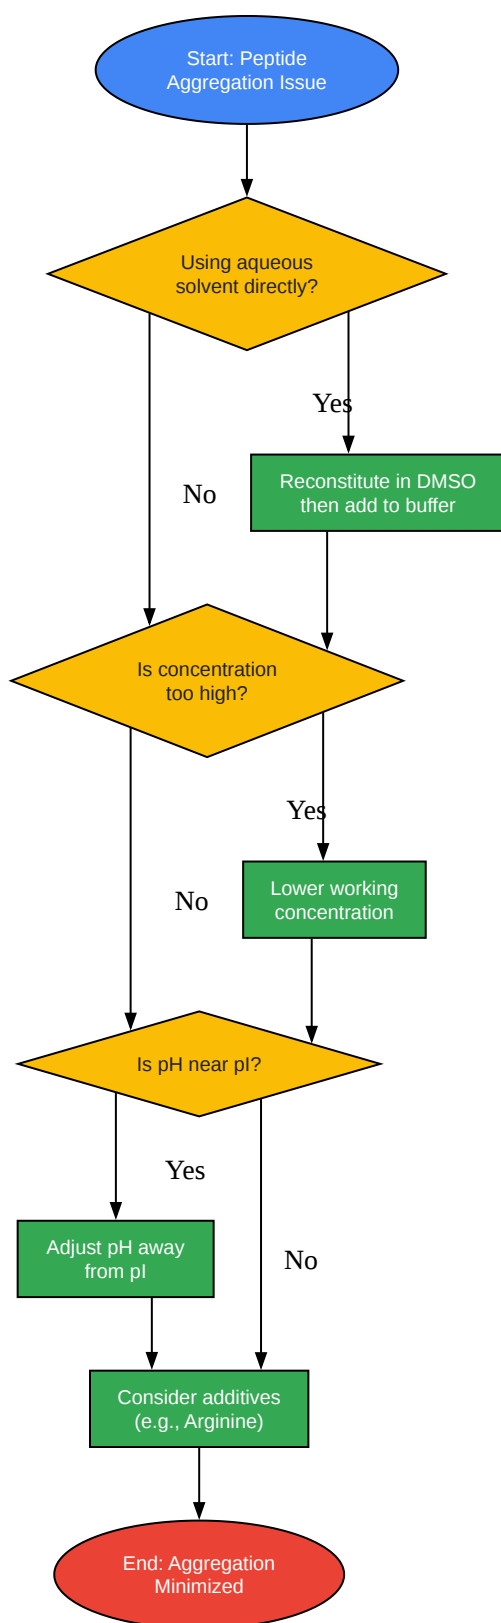 Start: Peptide
Aggregation Issue
Using aqueous
solvent directly?
Yes
No
Reconstitute in DMSO
then add to buffer
Is concentration
too high?
Yes
No
Lower working
concentration
Is pH near pI?
Yes
No
Adjust pH away
from pI
Consider additives
(e.g., Arginine)
End: Aggregation
Minimized